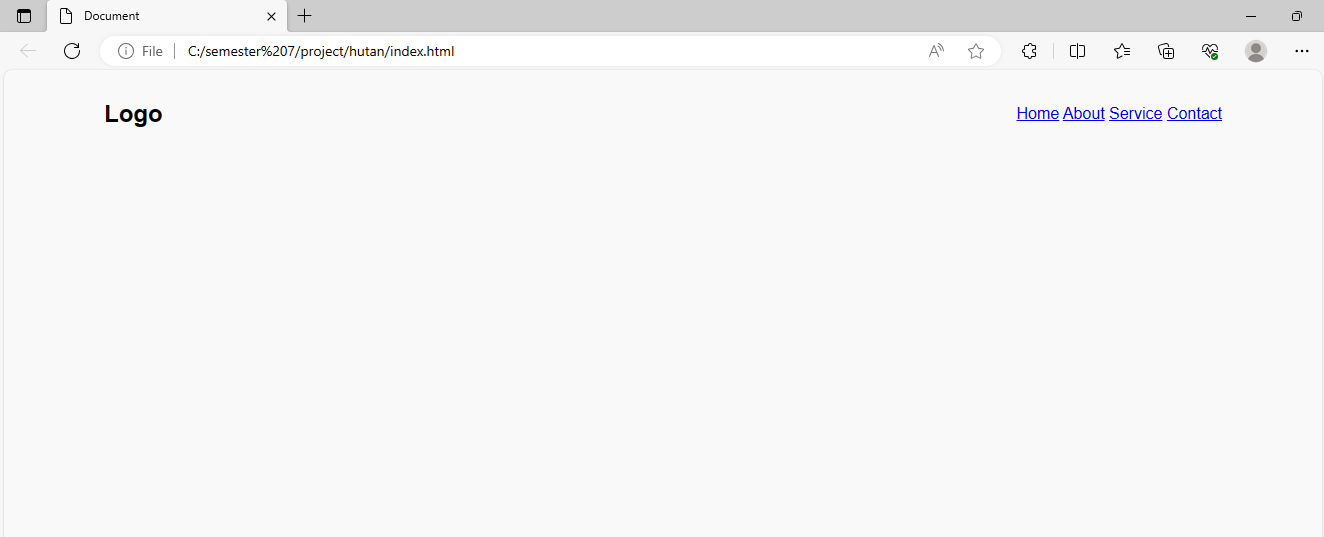 Document
File C:/semester%207/project/hutan/index.html
Logo Home About Service Contact